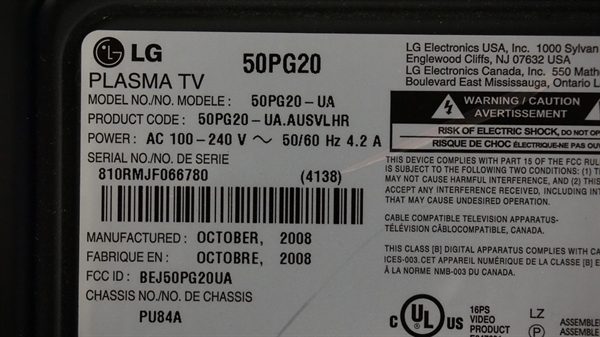 LG 50PG20
PLASMA TV
MODEL NO./NO. MODELE : 50PG20-UA
PRODUCT CODE : 50PG20-UA.AUSVLHR
POWER : AC 100-240 V ~ 50/60 Hz 4.2 A
SERIAL NO./NO. DE SERIE
810RMJF066780 (4138)
MANUFACTURED : OCTOBER, 2008
FABRIQUE EN : OCTOBRE, 2008
FCC ID : BEJ50PG20UA
CHASSIS NO./NO. DE CHASSIS
PU84A
LG Electronics USA, Inc. 1000 Sylvan
Englewood Cliffs, NJ 07632 USA
LG Electronics Canada, Inc. 550 Mathe
Boulevard East Mississauga, Ontario L
WARNING / CAUTION
AVERTISSEMENT
RISK OF ELECTRIC SHOCK, DO NOT OP
RISQUE DE CHOC ÉLECTRIQUE-NE PAS OUV
THIS DEVICE COMPLIES WITH PART 15 OF THE FCC RUL
IS SUBJECT TO THE FOLLOWING TWO CONDITIONS: (1)
MAY NOT CAUSE HARMFUL INTERFERENCE, AND (2) THIS
ACCEPT ANY INTERFERENCE RECEIVED, INCLUDING INT
THAT MAY CAUSE UNDESIRED OPERATION.
CABLE COMPATIBLE TELEVISION APPARATUS-
TÉLÉVISION CÂBLOCOMPATIBLE, CANADA.
THIS CLASS [B] DIGITAL APPARATUS COMPLIES WITH CA
ICES-003.CET APPAREIL NUMÉRIQUE DE LA CLASSE [B] E
À LA NORME NMB-003 DU CANADA.
C UL US
16PS
VIDEO
PRODUCT
LZ
ASSEMBLE
ASSEMBLE